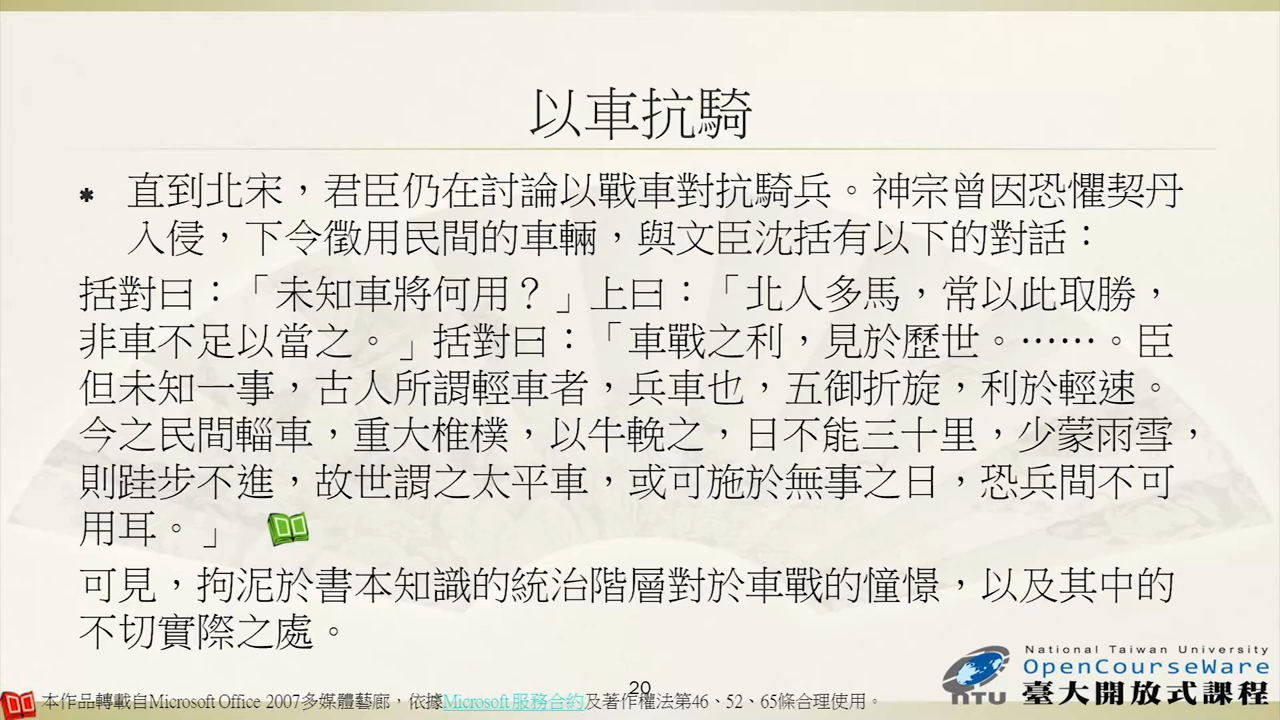 以車抗騎
直到北宋，君臣仍在討論以戰車對抗騎兵。神宗曾因恐懼契丹
入侵，下令徵用民間的車輛，與文臣沈括有以下的對話：
括對曰：「未知車將何用？」上曰：「北人多馬，常以此取勝，
非車不足以當之。」括對曰：「車戰之利，見於歷世。……。臣
但未知一事，古人所謂輕車者，兵車也，五御折旋，利於輕速。
今之民間輜車，重大椎樸，以牛輓之，日不能三十里，少蒙雨雪，
則跬步不進，故世謂之太平車，或可施於無事之日，恐兵間不可
用耳。」
可見，拘泥於書本知識的統治階層對於車戰的憧憬，以及其中的
不切實際之處。
National Taiwan University
OpenCourseWare
NTU 臺大開放式課程
20
本作品轉載自Microsoft Office 2007多媒體藝廊，依據Microsoft服務合約及著作權法第46、52、65條合理使用。